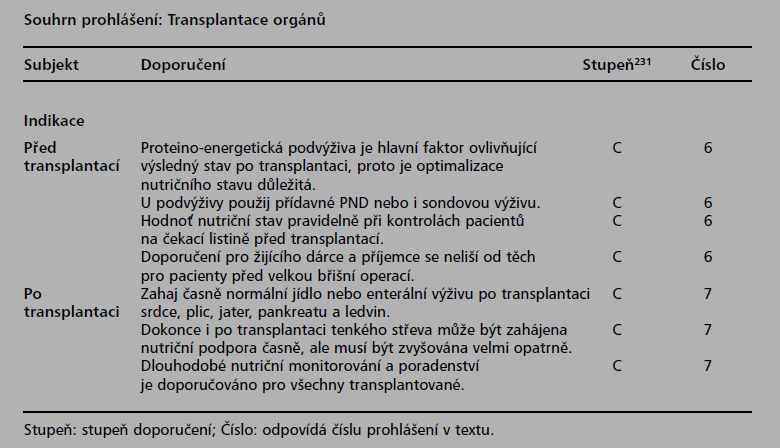 Souhrn prohlášení: Transplantace orgánů
Subjekt Doporučení Stupeň231 Číslo
Indikace
Před Proteino-energetická podvýživa je hlavní faktor ovlivňující C 6
transplantací výsledný stav po transplantaci, proto je optimalizace
nutričního stavu důležitá.
U podvýživy použij přídavné PND nebo i sondovou výživu. C 6
Hodnoť nutriční stav pravidelně při kontrolách pacientů C 6
na čekací listině před transplantací.
Doporučení pro žijícího dárce a příjemce se neliší od těch C 6
pro pacienty před velkou břišní operací.
Po Zahaj časně normální jídlo nebo enterální výživu po transplantaci C 7
transplantaci srdce, plic, jater, pankreatu a ledvin.
Dokonce i po transplantaci tenkého střeva může být zahájena C 7
nutriční podpora časně, ale musí být zvyšována velmi opatrně.
Dlouhodobé nutriční monitorování a poradenství C 7
je doporučováno pro všechny transplantované.
Stupeň: stupeň doporučení; Číslo: odpovídá číslu prohlášení v textu.